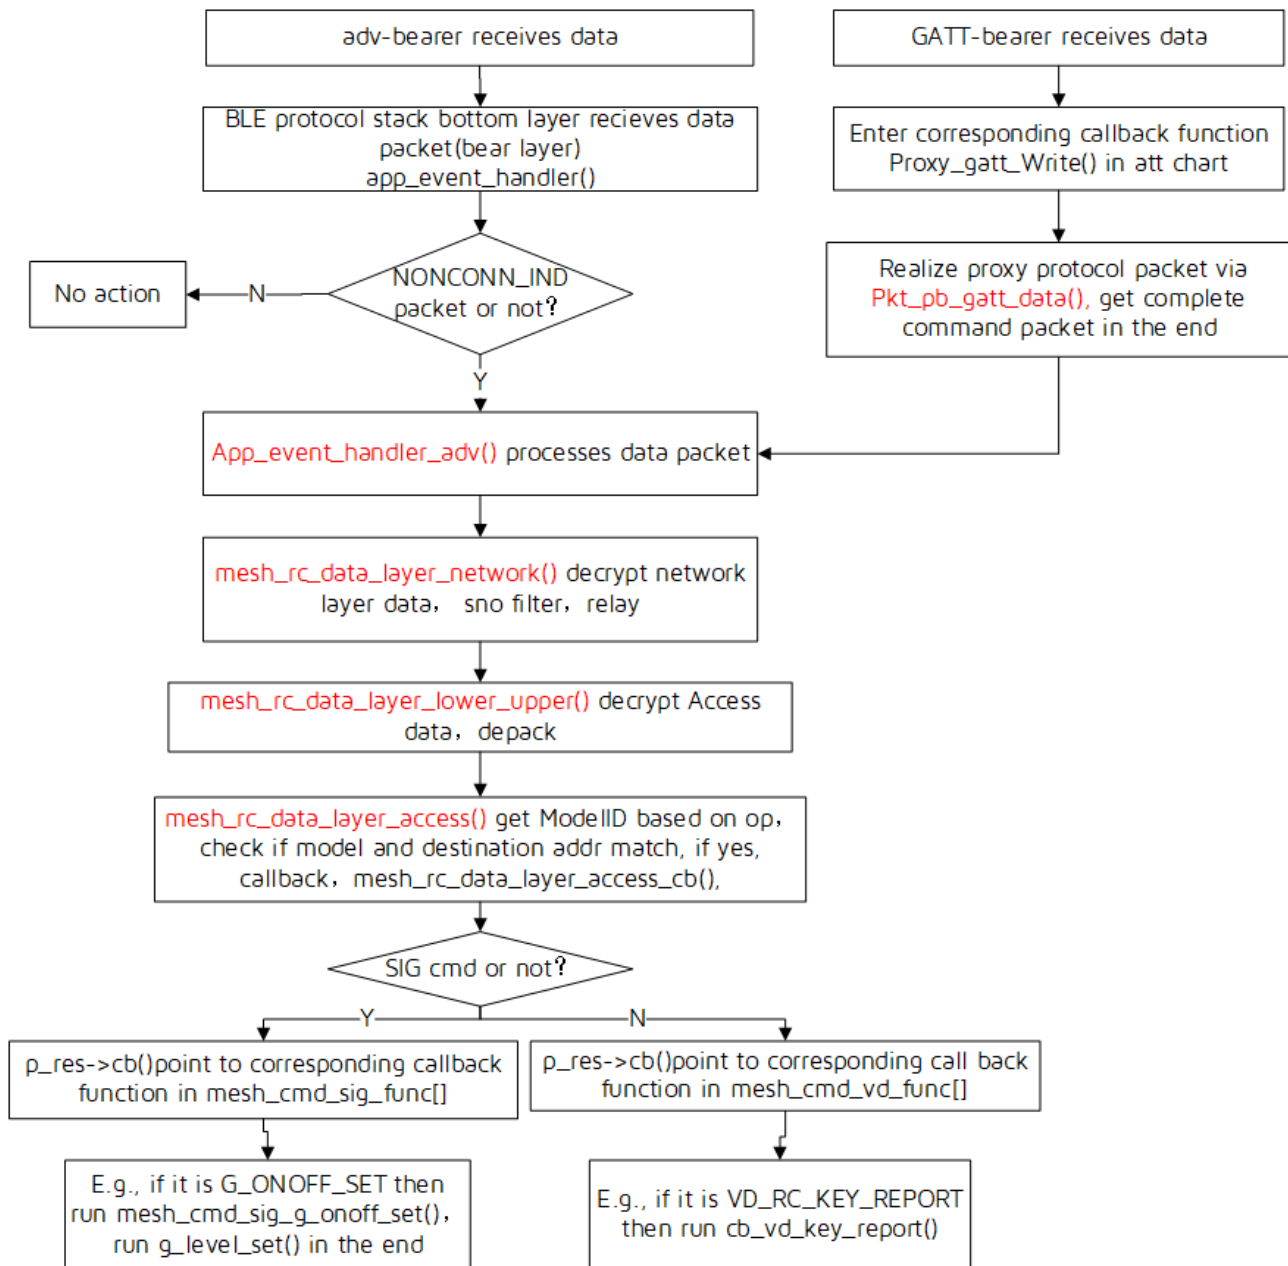 adv-bearer receives data
GATT-bearer receives data
BLE protocol stack bottom layer recieves data
packet(bear layer)
app_event_handler()
Enter corresponding callback function
Proxy_gatt_Write() in att chart
NONCONN_IND
packet or not?
N
No action
Realize proxy protocol packet via
Pkt_pb_gatt_data(), get complete
command packet in the end
Y
App_event_handler_adv() processes data packet
mesh_rc_data_layer_network() decrypt network
layer data， sno filter，relay
mesh_rc_data_layer_lower_upper() decrypt Access
data，depack
mesh_rc_data_layer_access() get ModelID based on op，
check if model and destination addr match, if yes,
callback，mesh_rc_data_layer_access_cb(),
SIG cmd or not?
Y
N
p_res->cb()point to corresponding callback
function in mesh_cmd_sig_func[]
p_res->cb()point to corresponding call back
function in mesh_cmd_vd_func[]
E.g., if it is G_ONOFF_SET then
run mesh_cmd_sig_g_onoff_set()，
run g_level_set() in the end
E.g., if it is VD_RC_KEY_REPORT
then run cb_vd_key_report()